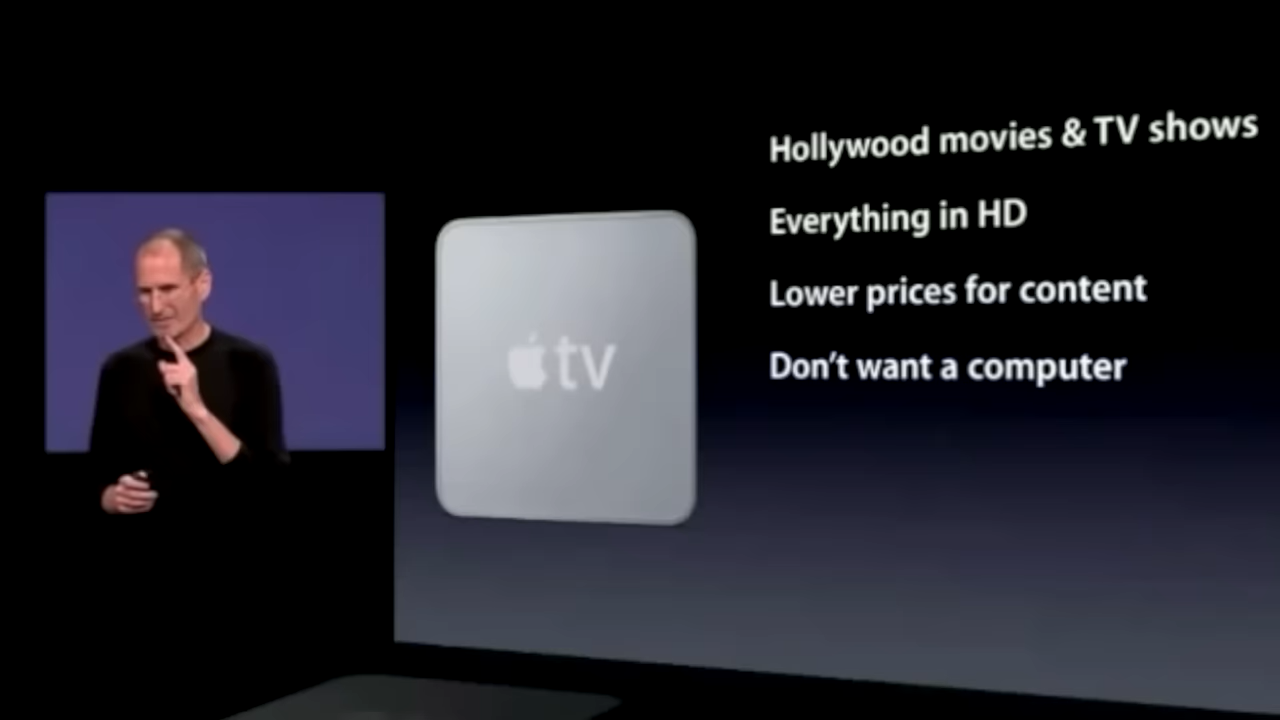 tv
Hollywood movies & TV shows
Everything in HD
Lower prices for content
Don't want a computer